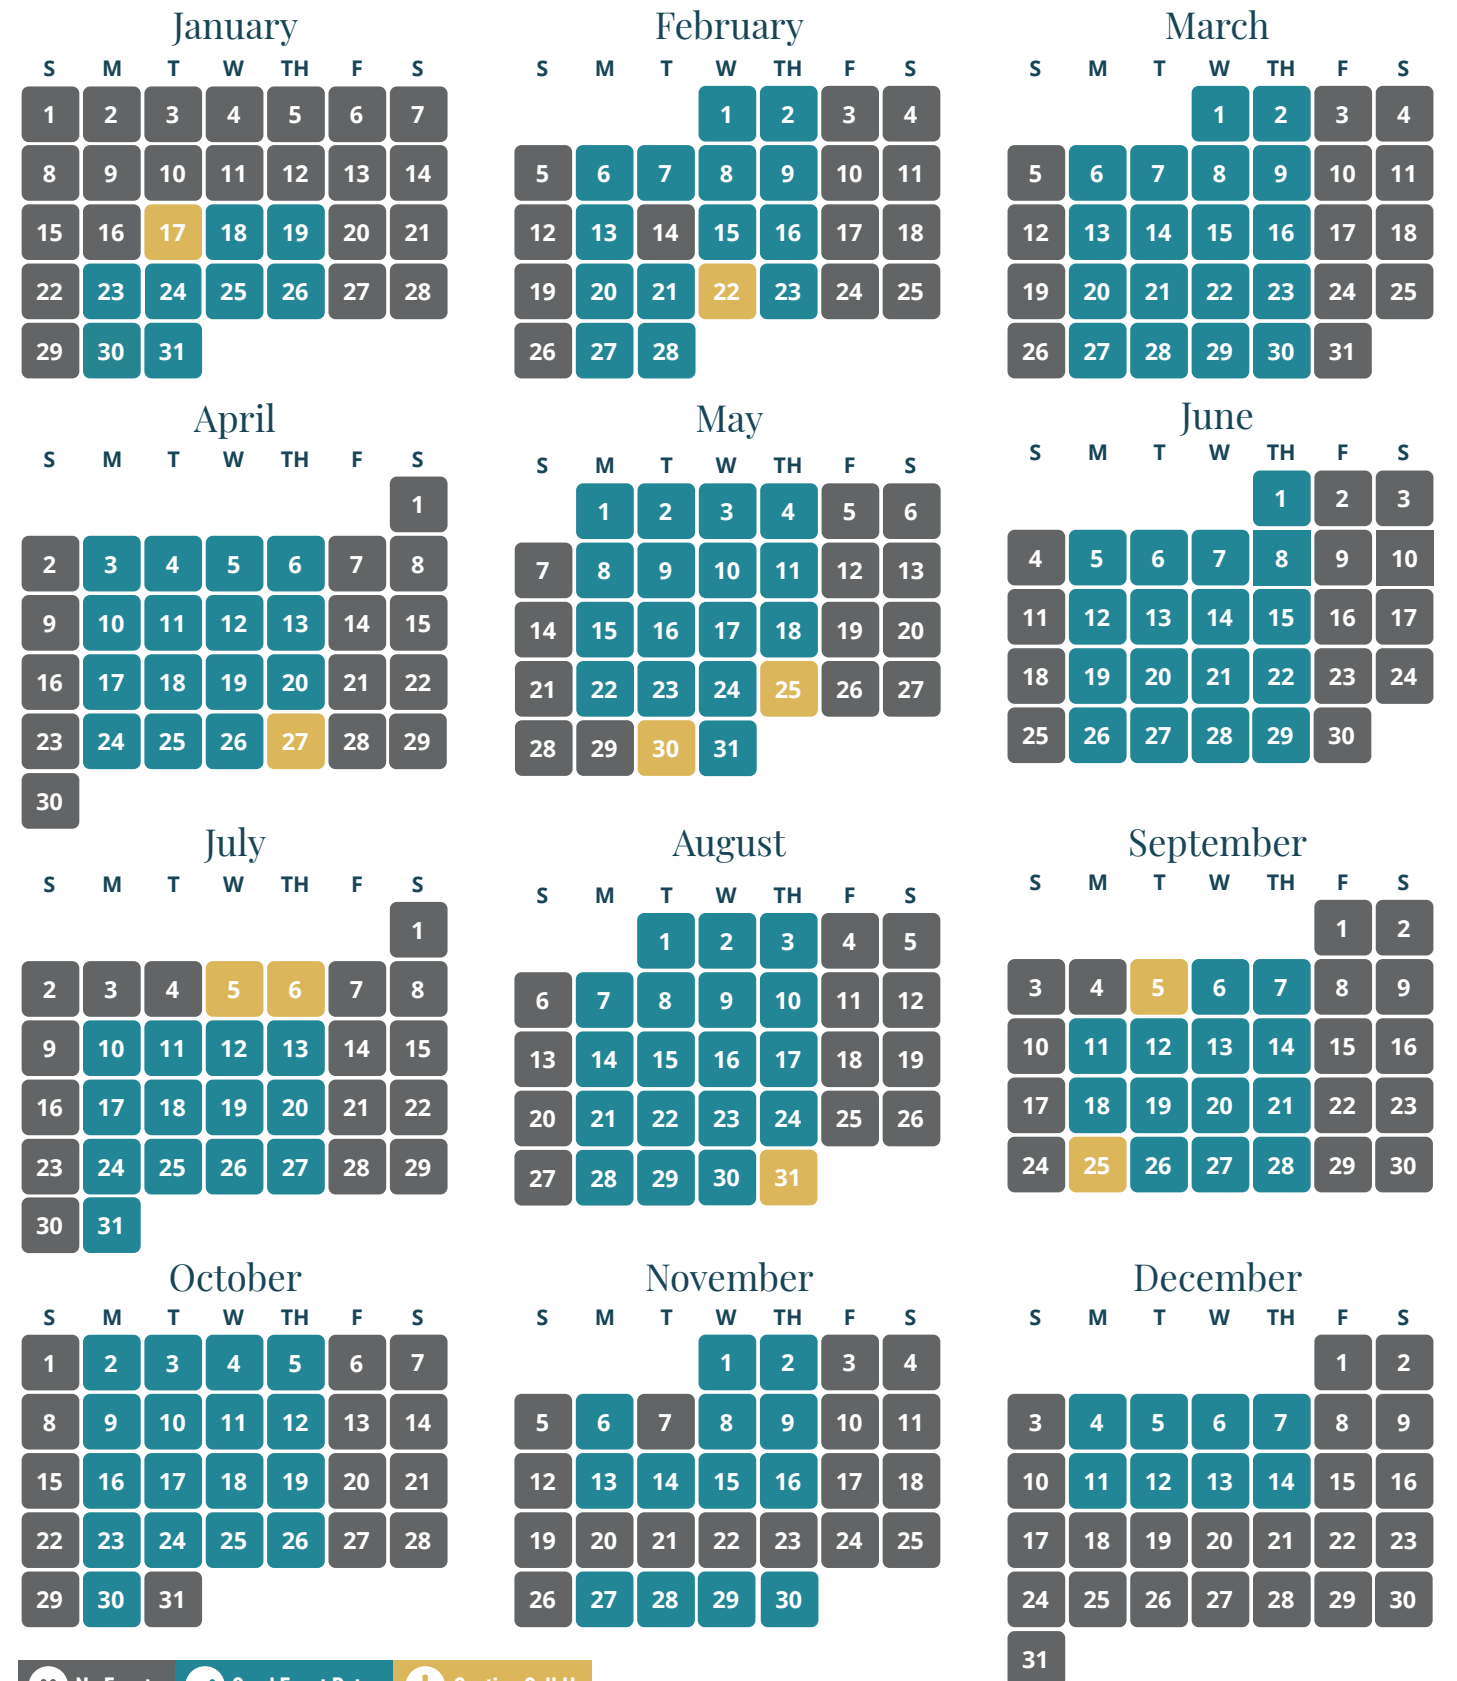 January
S M T W TH F S
1 2 3 4 5 6 7
8 9 10 11 12 13 14
15 16 17 18 19 20 21
22 23 24 25 26 27 28
29 30 31
February
S M T W TH F S
1 2 3 4
5 6 7 8 9 10 11
12 13 14 15 16 17 18
19 20 21 22 23 24 25
26 27 28
March
S M T W TH F S
1 2 3 4
5 6 7 8 9 10 11
12 13 14 15 16 17 18
19 20 21 22 23 24 25
26 27 28 29 30 31
April
S M T W TH F S
1
2 3 4 5 6 7 8
9 10 11 12 13 14 15
16 17 18 19 20 21 22
23 24 25 26 27 28 29
30
May
S M T W TH F S
1 2 3 4 5 6
7 8 9 10 11 12 13
14 15 16 17 18 19 20
21 22 23 24 25 26 27
28 29 30 31
June
S M T W TH F S
1 2 3
4 5 6 7 8 9 10
11 12 13 14 15 16 17
18 19 20 21 22 23 24
25 26 27 28 29 30
July
S M T W TH F S
1
2 3 4 5 6 7 8
9 10 11 12 13 14 15
16 17 18 19 20 21 22
23 24 25 26 27 28 29
30 31
August
S M T W TH F S
1 2 3 4 5
6 7 8 9 10 11 12
13 14 15 16 17 18 19
20 21 22 23 24 25 26
27 28 29 30 31
September
S M T W TH F S
1 2
3 4 5 6 7 8 9
10 11 12 13 14 15 16
17 18 19 20 21 22 23
24 25 26 27 28 29 30
October
S M T W TH F S
1 2 3 4 5 6 7
8 9 10 11 12 13 14
15 16 17 18 19 20 21
22 23 24 25 26 27 28
29 30 31
November
S M T W TH F S
1 2 3 4
5 6 7 8 9 10 11
12 13 14 15 16 17 18
19 20 21 22 23 24 25
26 27 28 29 30
December
S M T W TH F S
1 2
3 4 5 6 7 8 9
10 11 12 13 14 15 16
17 18 19 20 21 22 23
24 25 26 27 28 29 30
31